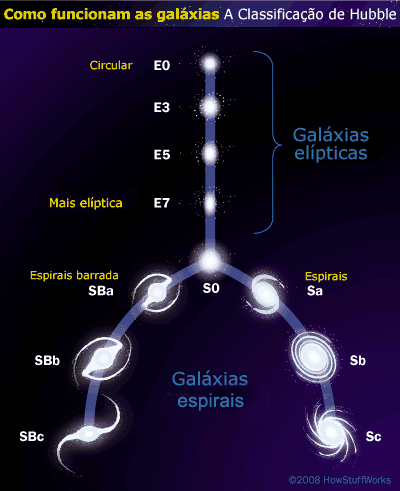 Como funcionam as galáxias A Classificação de Hubble
Circular E0
E3
Galáxias
elípticas
E5
Mais elíptica E7
Espirais barrada
SBa
S0
Espirais
Sa
SBb
Sb
Galáxias
espirais
SBc
Sc
©2008 HowStuffWorks